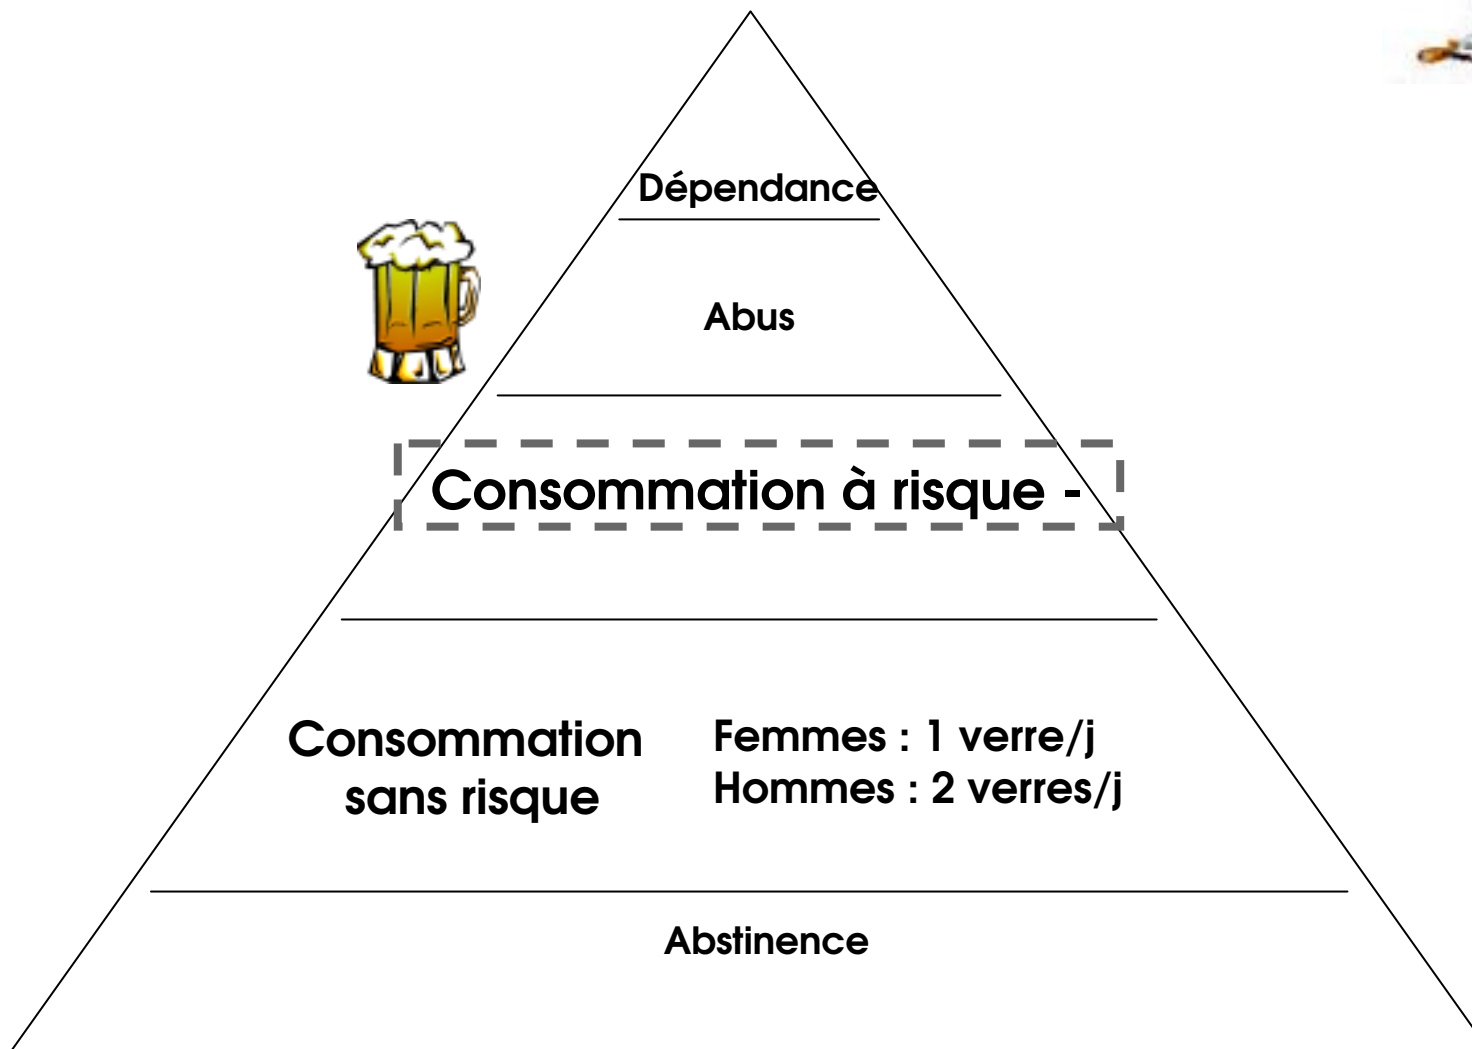 Dépendance
Abus
Consommation à risque -
Consommation
sans risque
Femmes : 1 verre/j
Hommes : 2 verres/j
Abstinence